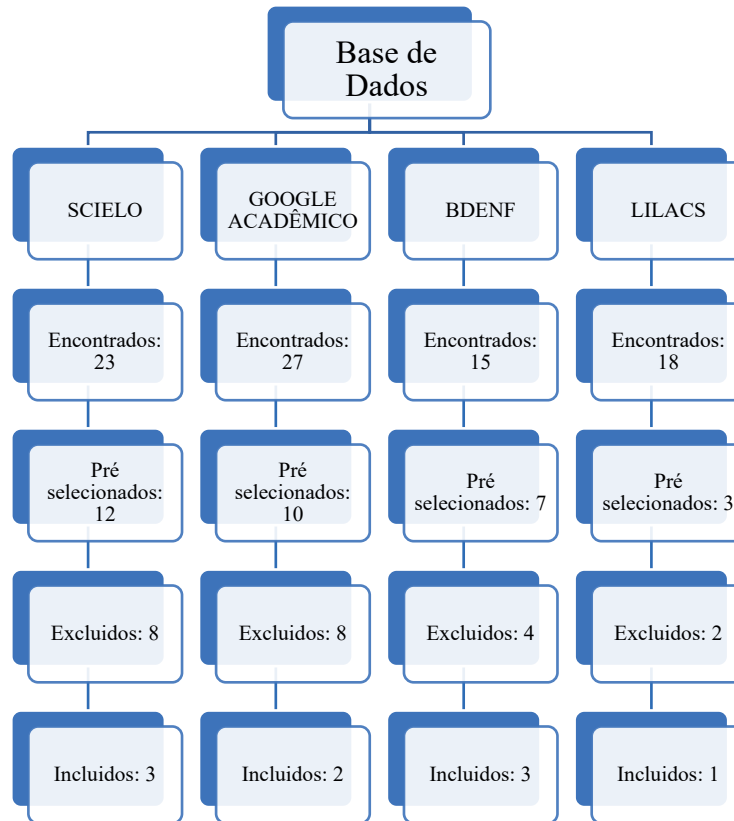 Base de
Dados
SCIELO
GOOGLE
ACADÊMICO
BDENF
LILACS
Encontrados:
23
Encontrados:
27
Encontrados:
15
Encontrados:
18
Pré
selecionados:
12
Pré
selecionados:
10
Pré
selecionados: 7
Pré
selecionados: 3
Excluidos: 8
Excluidos: 8
Excluidos: 4
Excluidos: 2
Incluidos: 3
Incluidos: 2
Incluidos: 3
Incluidos: 1